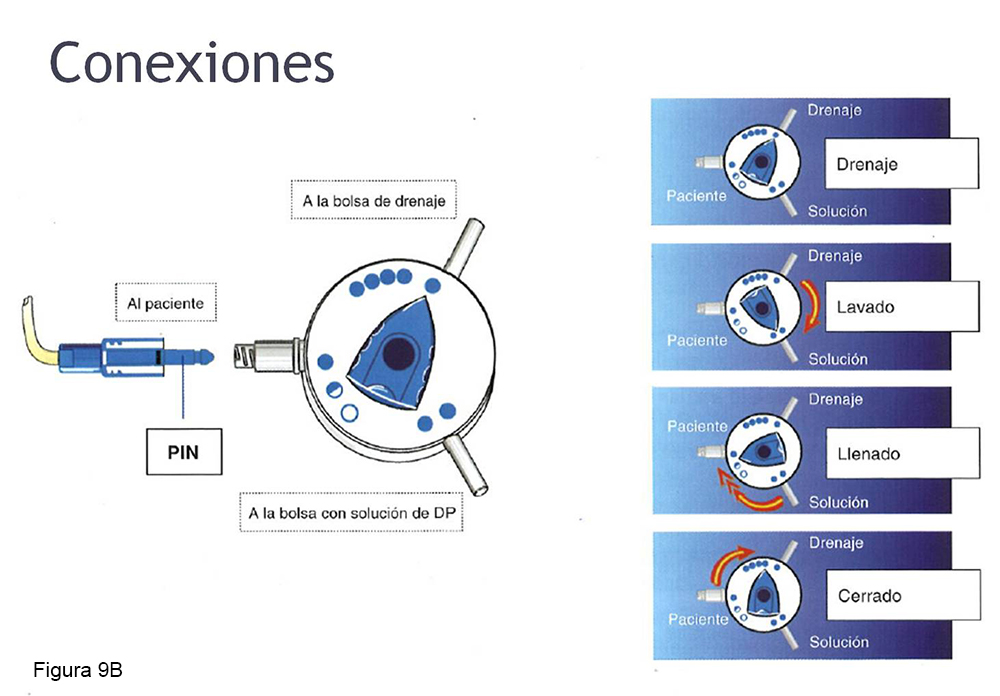 Conexiones
A la bolsa de drenaje
Al paciente
PIN
A la bolsa con solución de DP
Drenaje
Drenaje
Paciente
Solución
Drenaje
Lavado
Paciente
Solución
Drenaje
Paciente
Llenado
Solución
Drenaje
Cerrado
Paciente
Solución
Figura 9B